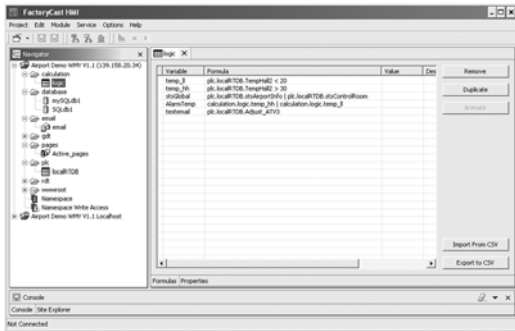 FactoryCast HMI
Project Edit Module Service Options Help
Navigator
Airport Demo WMY V1.1 (139.158.20.34)
calculation
logic
database
mySQLdb1
SQLdb1
email
email
gdt
pages
Active_pages
plc
localRTDB
rdt
wwwroot
Namespace
Namespace Write Access
Airport Demo WMY V1.1 Localhost
logic
Variable Formula Value Des
temp_ll plc.localRTDB.TempHall2 < 20
temp_hh plc.localRTDB.TempHall2 > 30
stsGlobal plc.localRTDB.stsAirportInfo | plc.localRTDB.stsControlRoom
AlarmTemp calculation.logic.temp_hh | calculation.logic.temp_ll
testemail plc.localRTDB.Adjust_ATV3
Remove
Duplicate
Animate
Import From CSV
Export to CSV
Formulas Properties
Console
Console Site Explorer
Not Connected